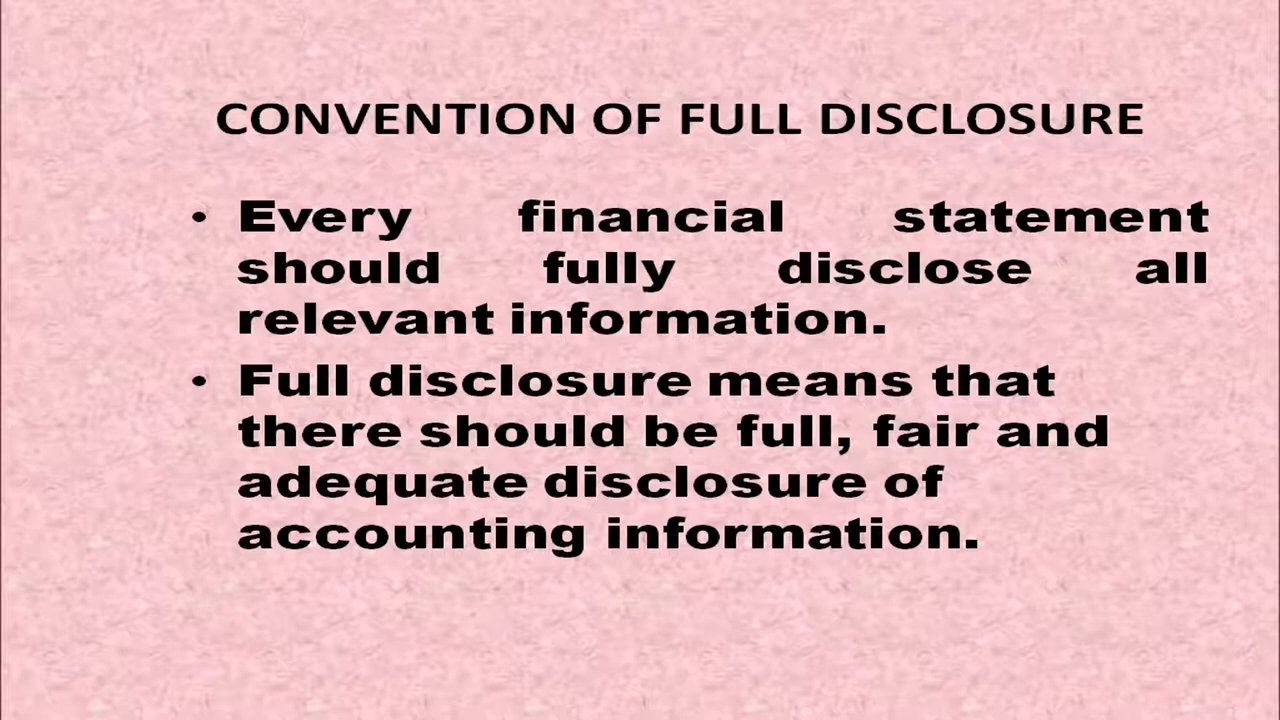 CONVENTION OF FULL DISCLOSURE
• Every financial statement
should fully disclose all
relevant information.
• Full disclosure means that
there should be full, fair and
adequate disclosure of
accounting information.